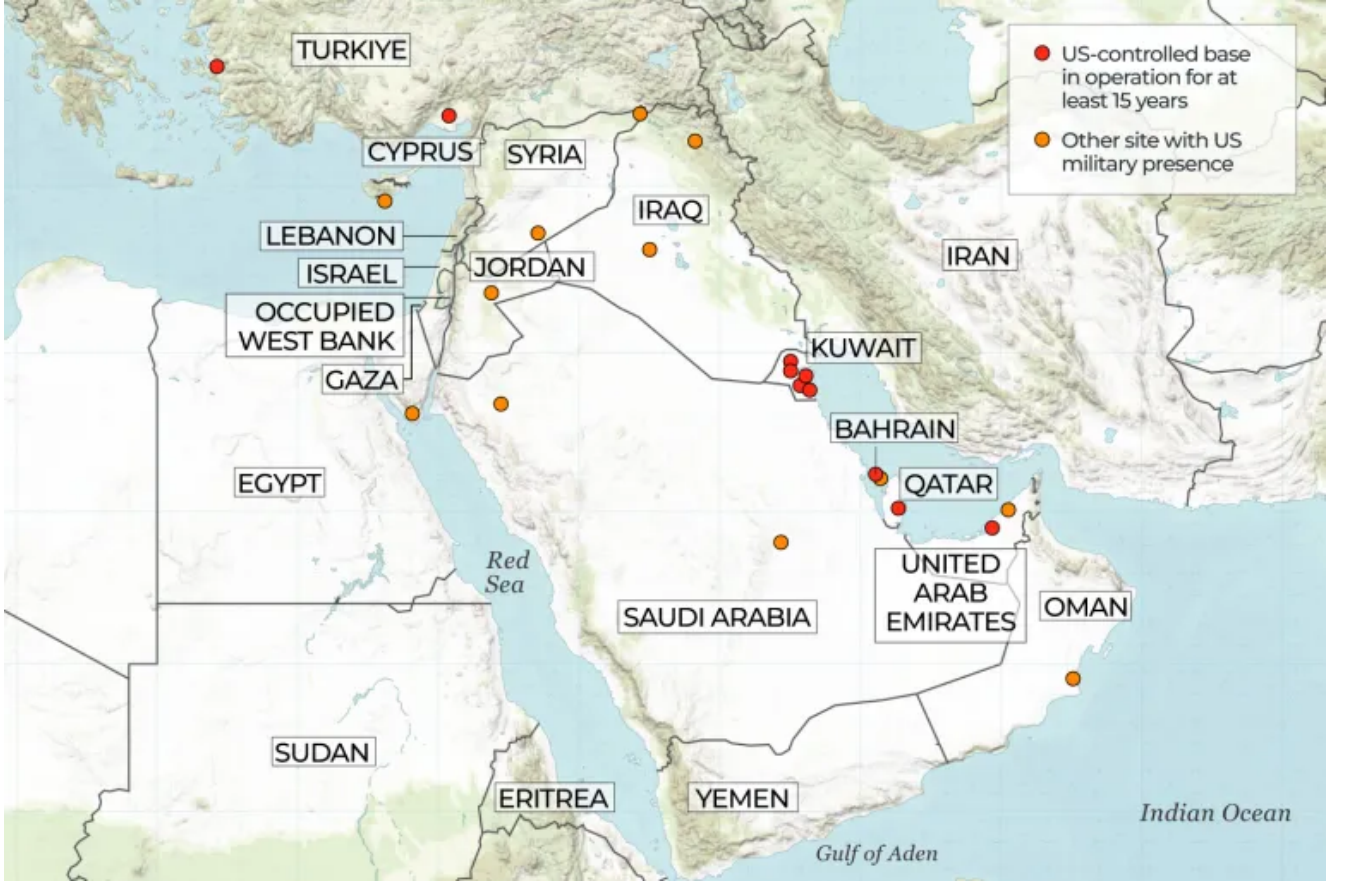 TURKIYE
US-controlled base
in operation for at
least 15 years
Other site with US
military presence
CYPRUS
SYRIA
IRAQ
LEBANON
IRAN
ISRAEL
JORDAN
OCCUPIED
WEST BANK
KUWAIT
GAZA
BAHRAIN
EGYPT
QATAR
Red
Sea
UNITED
ARAB
EMIRATES
SAUDI ARABIA
OMAN
SUDAN
ERITREA
YEMEN
Indian Ocean
Gulf of Aden